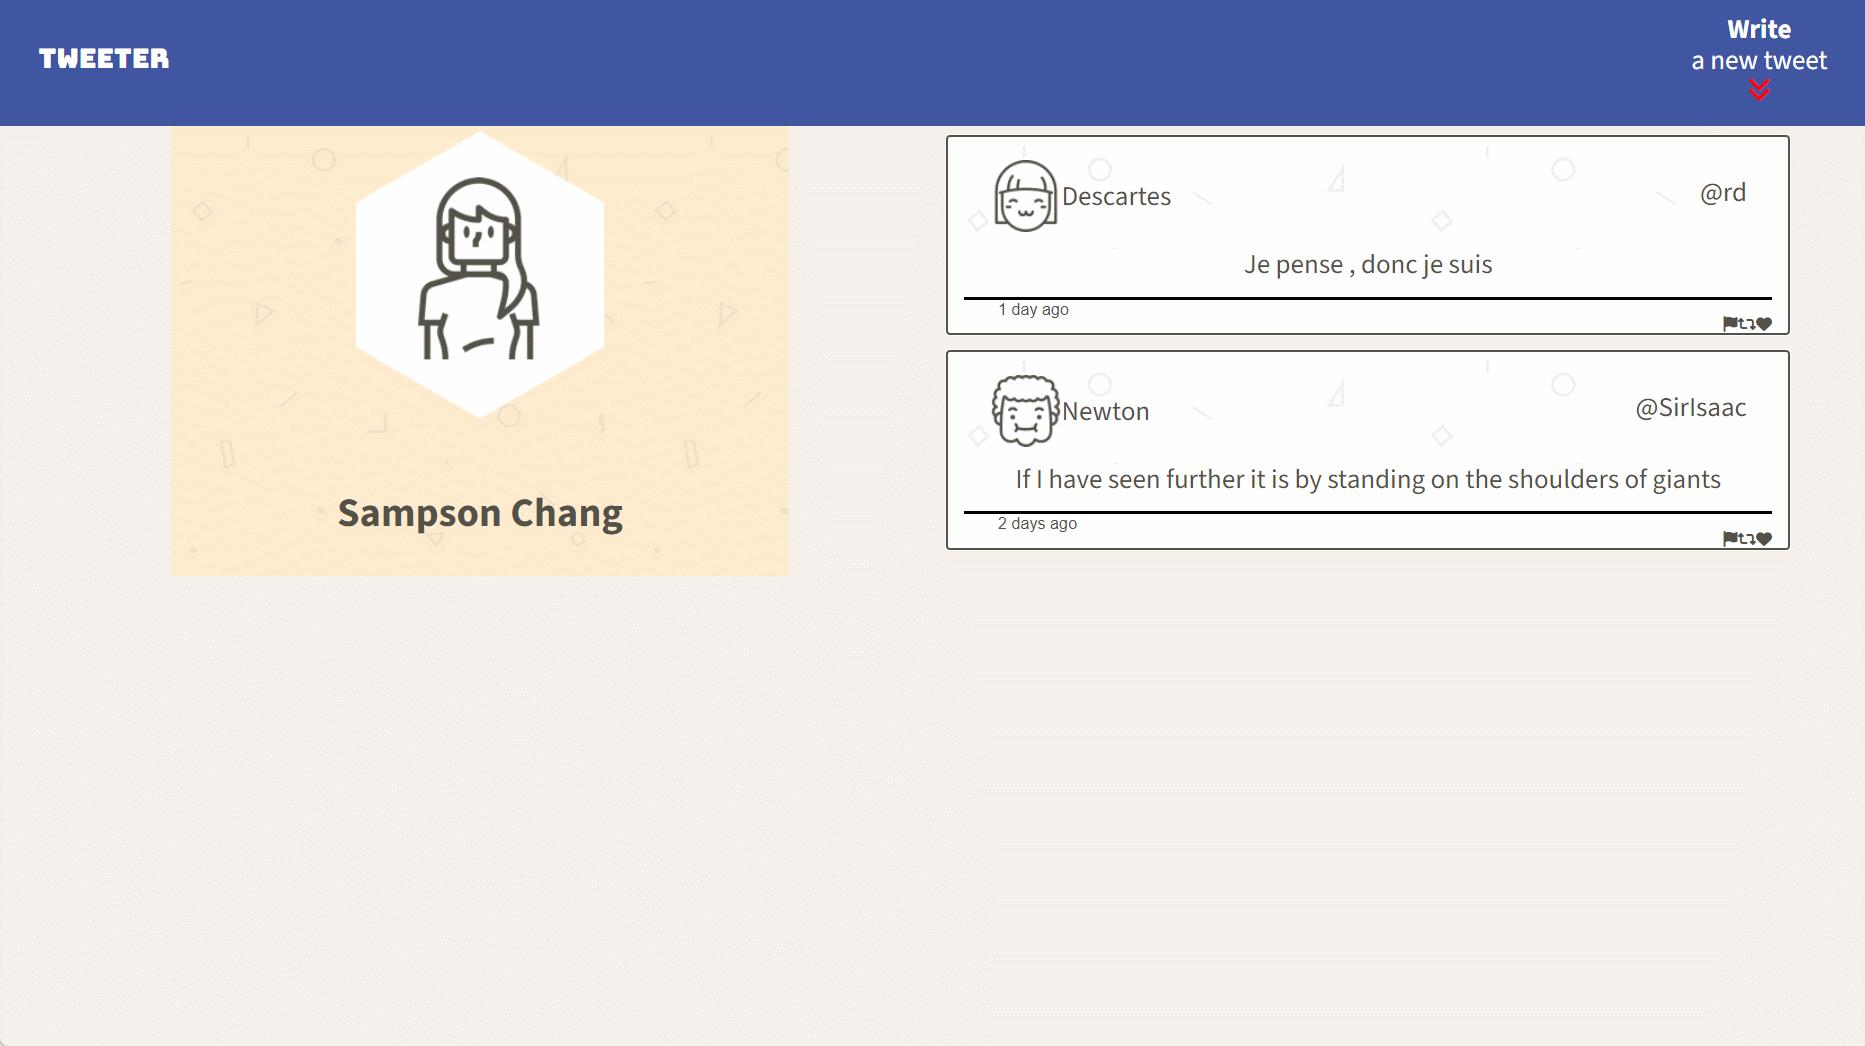 TWEETER
Write
a new tweet
Sampson Chang
Descartes
@rd
Je pense , donc je suis
1 day ago
Newton
@SirIsaac
If I have seen further it is by standing on the shoulders of giants
2 days ago